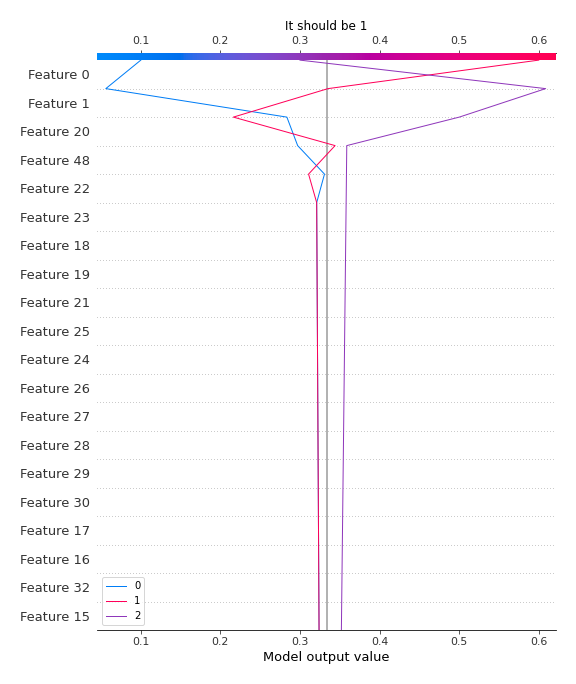 It should be 1
0.1 0.2 0.3 0.4 0.5 0.6
Feature 0
Feature 1
Feature 20
Feature 48
Feature 22
Feature 23
Feature 18
Feature 19
Feature 21
Feature 25
Feature 24
Feature 26
Feature 27
Feature 28
Feature 29
Feature 30
Feature 17
Feature 16
Feature 32
Feature 15
0
1
2
0.1 0.2 0.3 0.4 0.5 0.6
Model output value